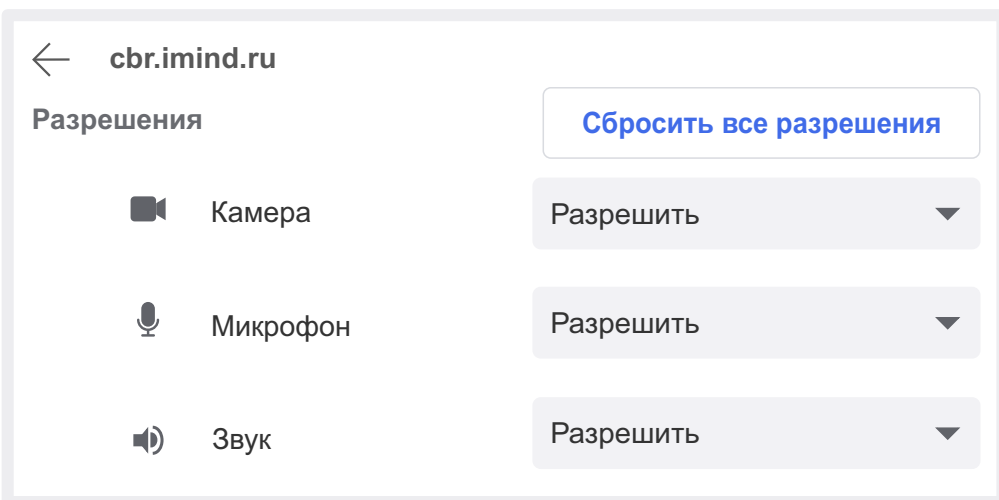 cbr.imind.ru
Разрешения
Сбросить все разрешения
Камера
Разрешить
Микрофон
Разрешить
Звук
Разрешить